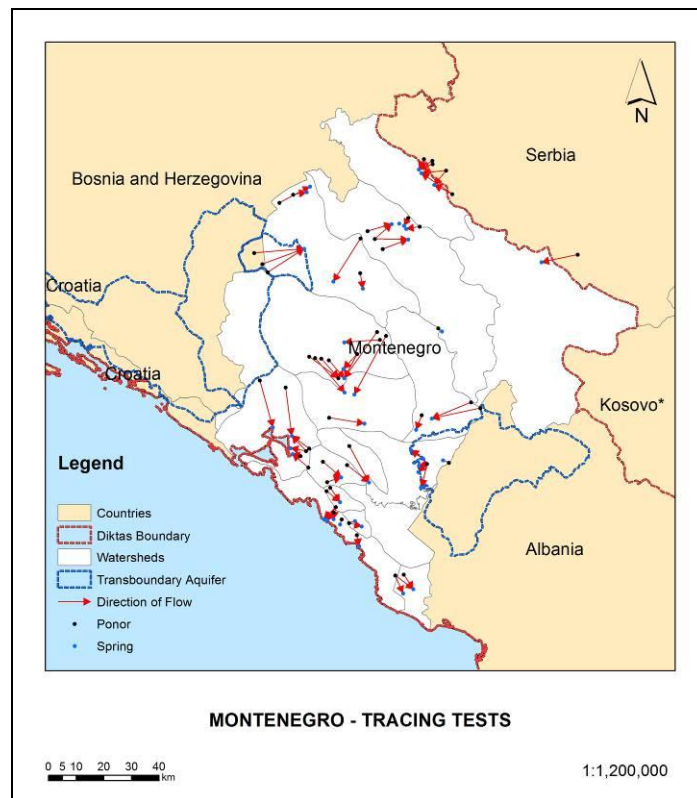 N
Serbia
Bosnia and Herzegovina
Croatia
Croatia
Montenegro
Kosovo*
Albania
Legend
Countries
Diktas Boundary
Watersheds
Transboundary Aquifer
Direction of Flow
Ponor
Spring
MONTENEGRO - TRACING TESTS
0 5 10 20 30 40
km
1:1,200,000